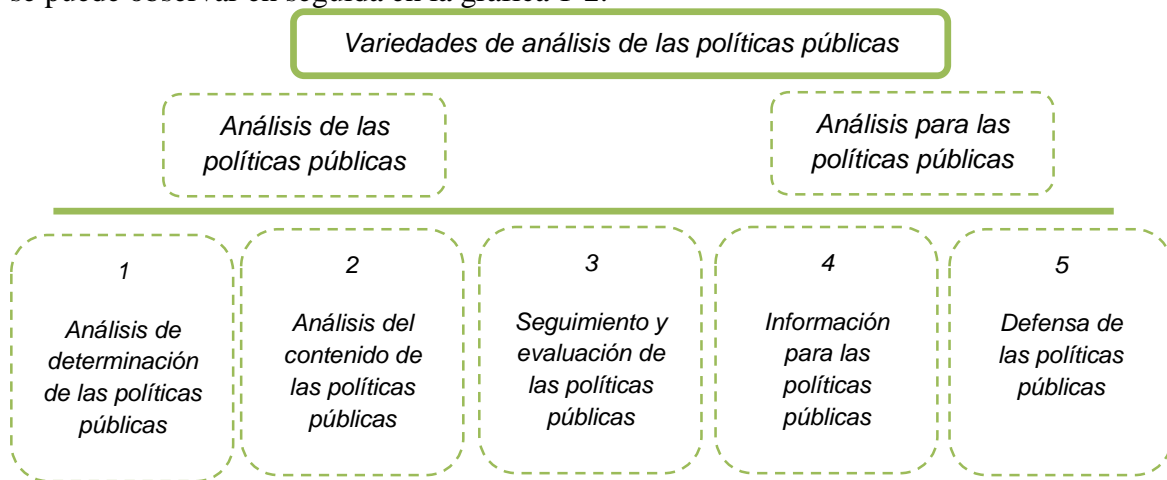 se puede observar en seguida en la gráfica 1-2:
Variedades de análisis de las políticas públicas
Análisis de las
políticas públicas
Análisis para las
políticas públicas
1
Análisis de
determinación
de las políticas
públicas
2
Análisis del
contenido de
las políticas
públicas
3
Seguimiento y
evaluación de
las políticas
públicas
4
Información
para las
políticas
públicas
5
Defensa de
las políticas
públicas